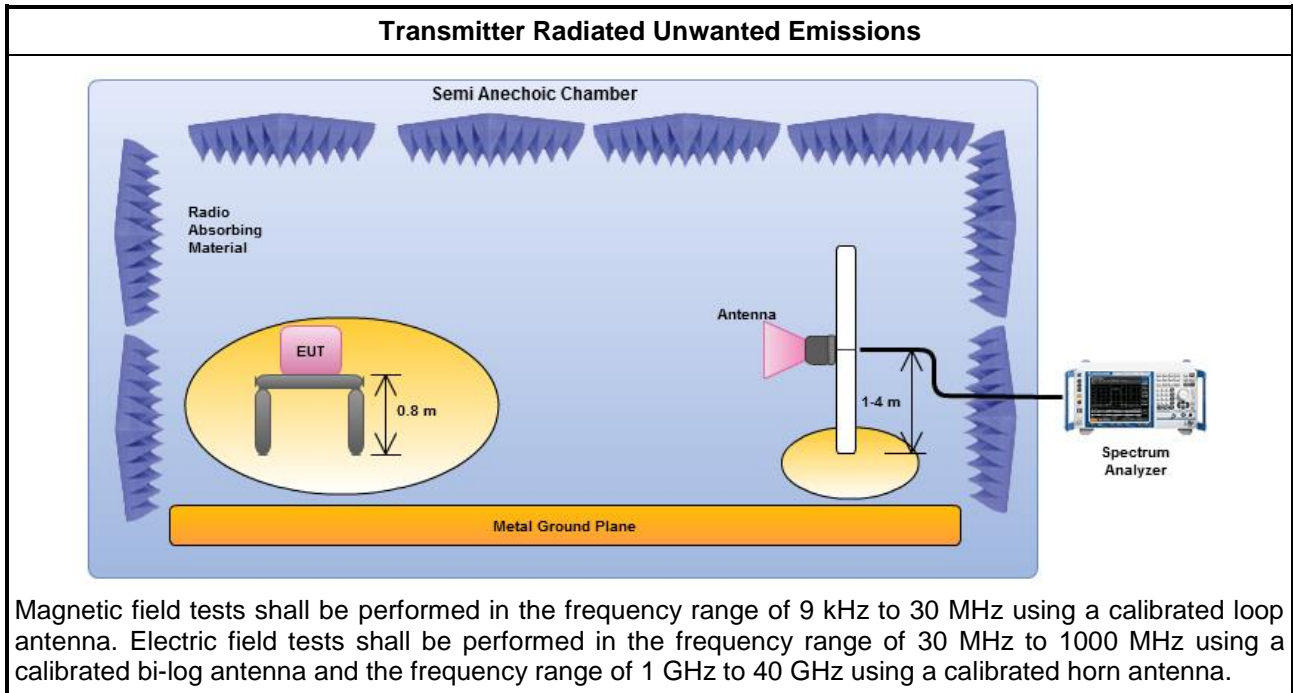 Transmitter Radiated Unwanted Emissions
Semi Anechoic Chamber
Radio
Absorbing
Material
Antenna
EUT
0.8 m
1-4 m
Spectrum
Analyzer
Metal Ground Plane
Magnetic field tests shall be performed in the frequency range of 9 kHz to 30 MHz using a calibrated loop
antenna. Electric field tests shall be performed in the frequency range of 30 MHz to 1000 MHz using a
calibrated bi-log antenna and the frequency range of 1 GHz to 40 GHz using a calibrated horn antenna.